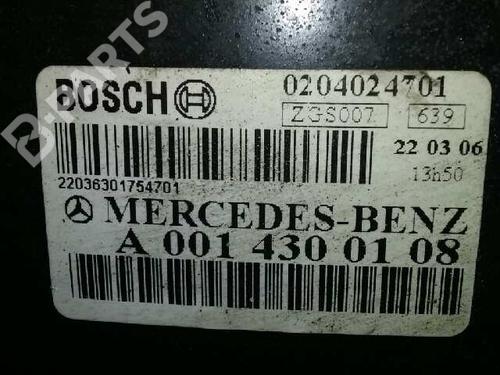 B-PARTS
BOSCH
0204024701
ZGS007 639
22 03 06
13h50
22036301754701
MERCEDES-BENZ
A 001 430 01 08